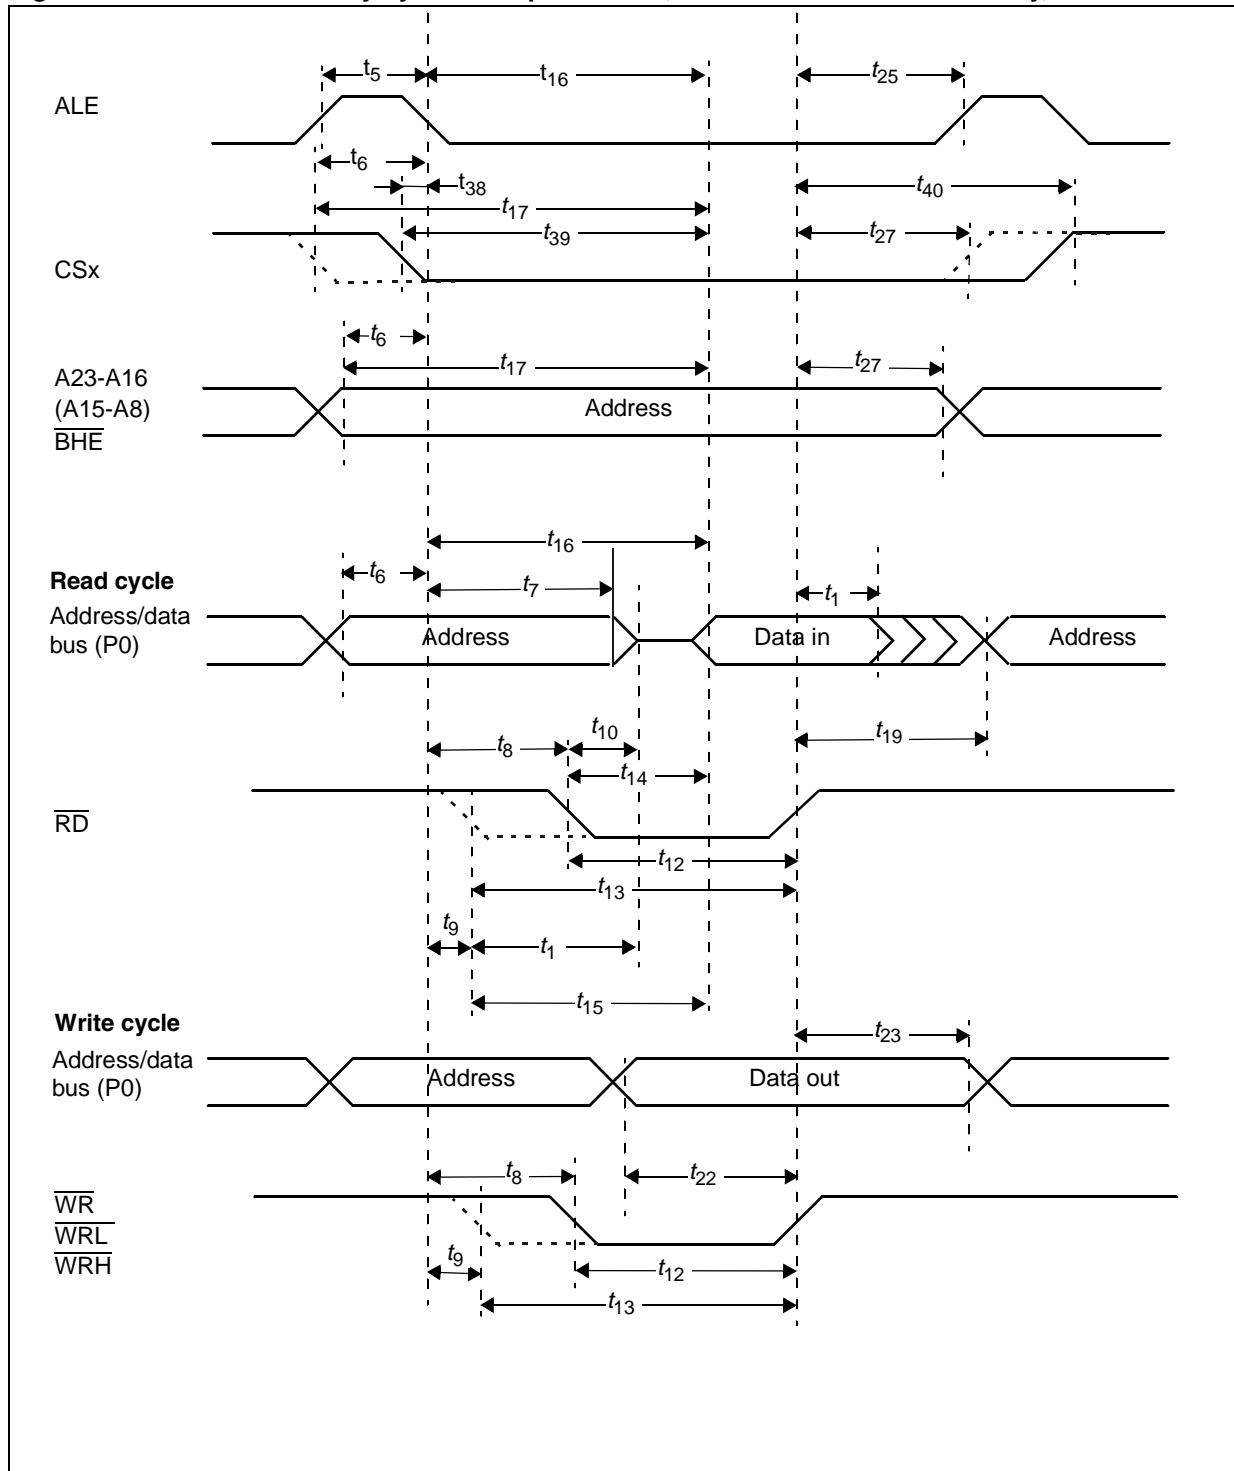 t5
t16
t25
ALE
t6
t38
t40
t17
t39
t27
CSx
t6
t17
t27
A23-A16
(A15-A8)
Address
BHE
t16
Read cycle
t6
t7
t1
Address/data
bus (P0)
Address
Data in
Address
t10
t8
t19
t14
RD
t12
t13
t9
t1
t15
Write cycle
t23
Address/data
bus (P0)
Address
Data out
t8
t22
WR
WRL
WRH
t9
t12
t13